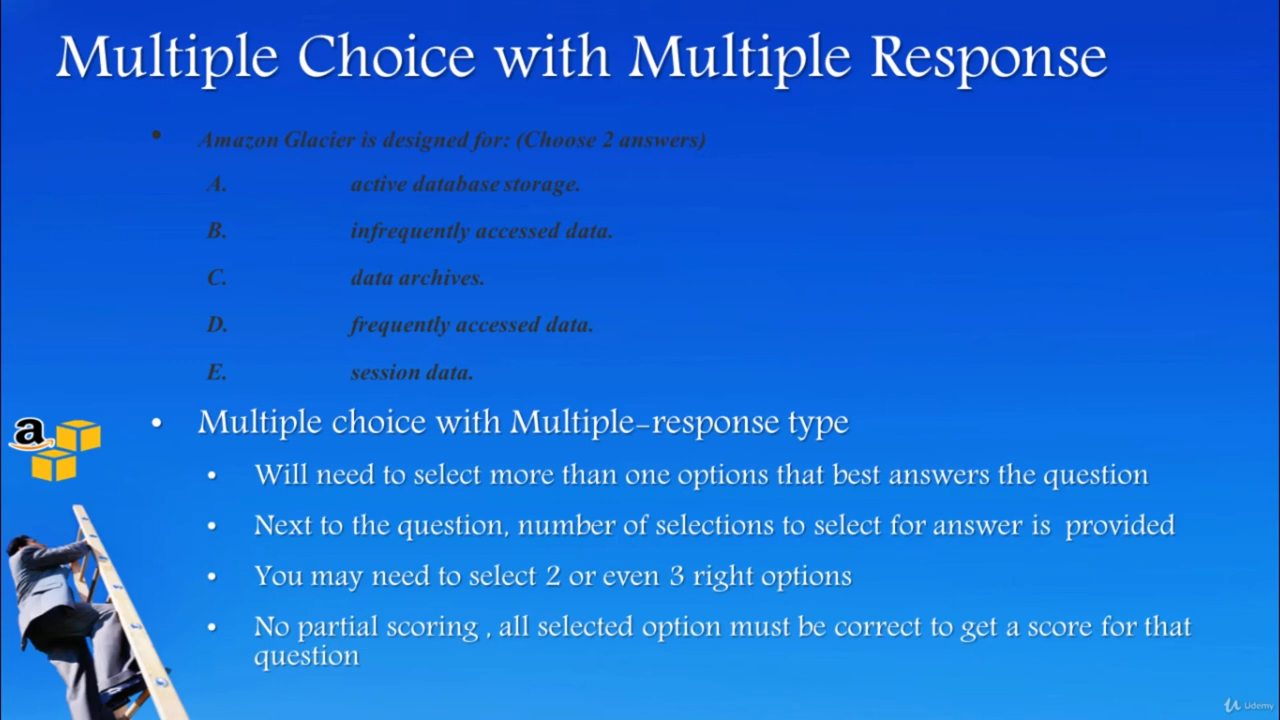 Multiple Choice with Multiple Response
• Amazon Glacier is designed for: (Choose 2 answers)
A. active database storage.
B. infrequently accessed data.
C. data archives.
D. frequently accessed data.
E. session data.
• Multiple choice with Multiple-response type
• Will need to select more than one options that best answers the question
• Next to the question, number of selections to select for answer is provided
• You may need to select 2 or even 3 right options
• No partial scoring , all selected option must be correct to get a score for that
question
a
Udemy